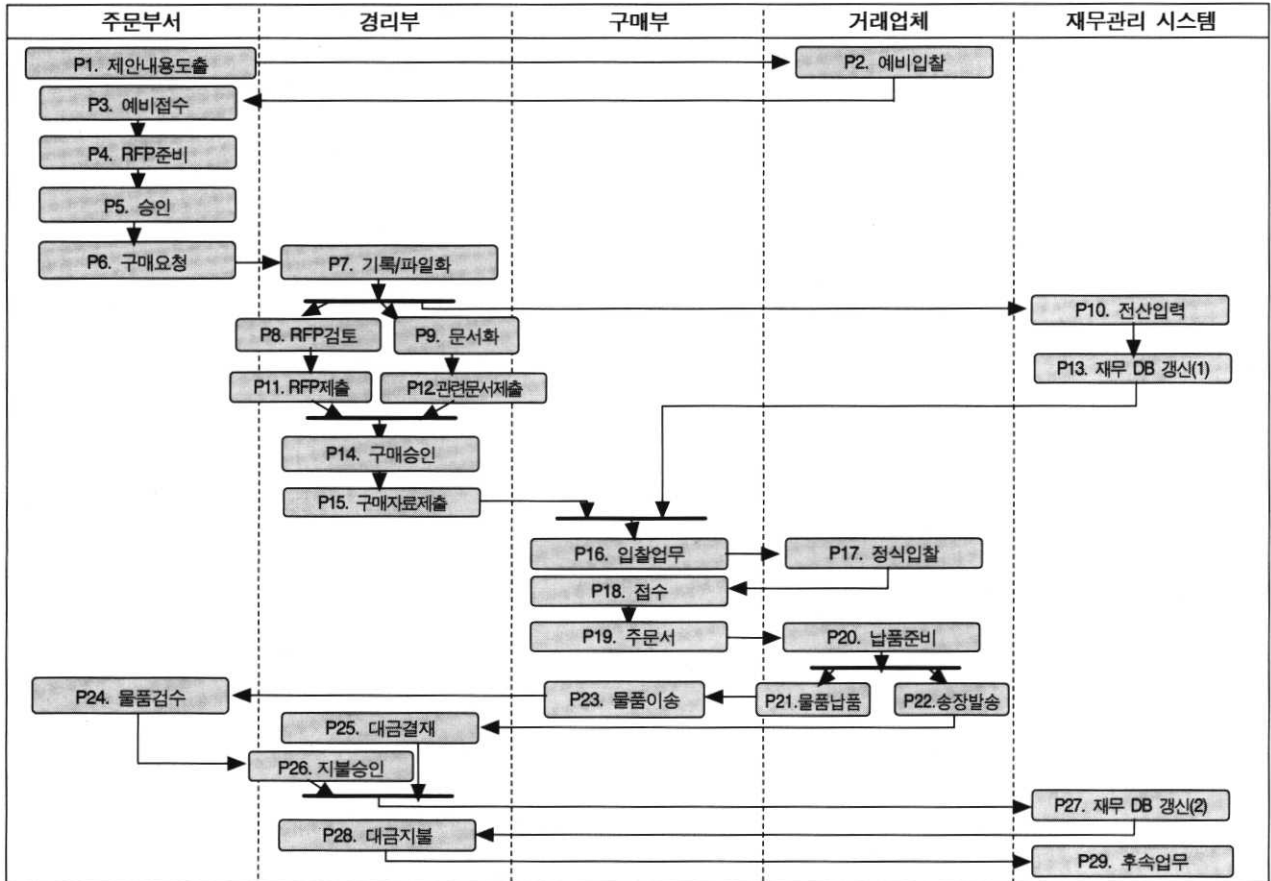 주문부서 경리부 구매부 거래업체 재무관리 시스템
P1. 제안내용도출 P2. 예비입찰
P3. 예비접수
P4. RFP준비
P5. 승인
P6. 구매요청 P7. 기록/파일화
P10. 전산입력
P8. RFP검토 P9. 문서화
P13. 재무 DB 갱신(1)
P11. RFP제출 P12.관련문서제출
P14. 구매승인
P15. 구매자료제출
P16. 입찰업무 P17. 정식입찰
P18. 접수
P19. 주문서 P20. 납품준비
P24. 물품검수 P23. 물품이송 P21.물품납품 P22.송장발송
P25. 대금결재
P26. 지불승인
P27. 재무 DB 갱신(2)
P28. 대금지불
P29. 후속업무